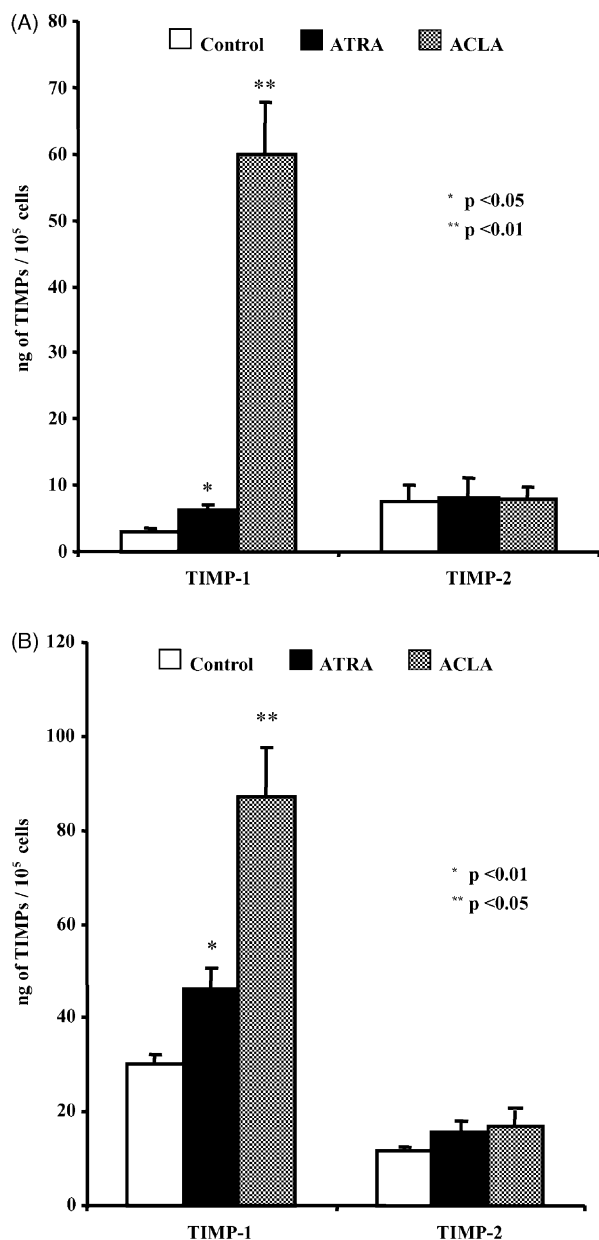 (A)
80
70
60
50
40
30
20
10
0
ng of TIMPs / 10⁵ cells
Control ATRA ACLA
**
*
* p <0.05
** p <0.01
TIMP-1 TIMP-2
(B)
120
100
80
60
40
20
0
ng of TIMPs / 10⁵ cells
Control ATRA ACLA
**
*
* p <0.01
** p <0.05
TIMP-1 TIMP-2